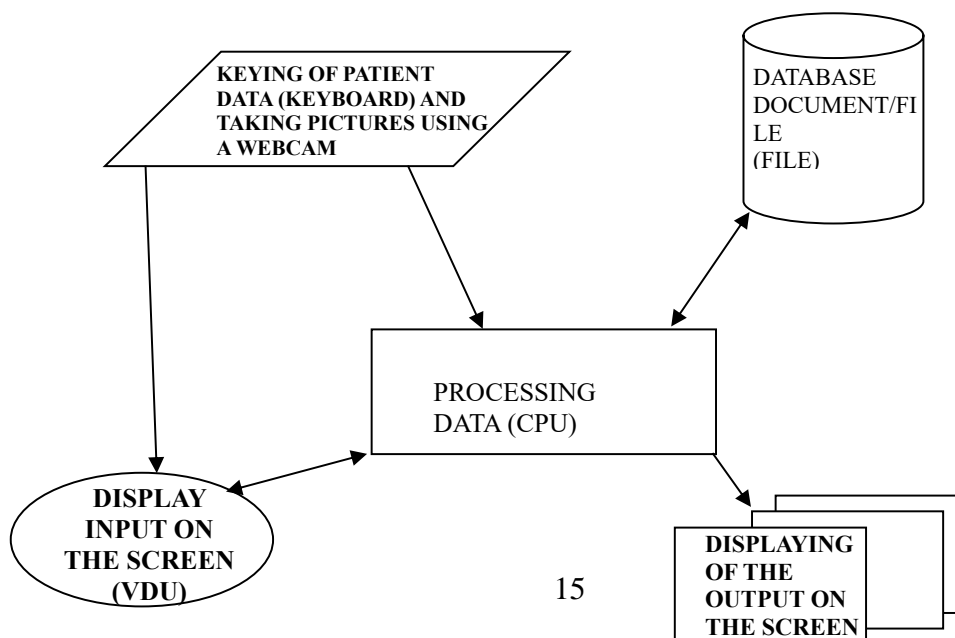 KEYING OF PATIENT
DATA (KEYBOARD) AND
TAKING PICTURES USING
A WEBCAM
DATABASE
DOCUMENT/FI
LE
(FILE)
PROCESSING
DATA (CPU)
DISPLAY
INPUT ON
THE SCREEN
(VDU)
DISPLAYING
OF THE
OUTPUT ON
THE SCREEN
15